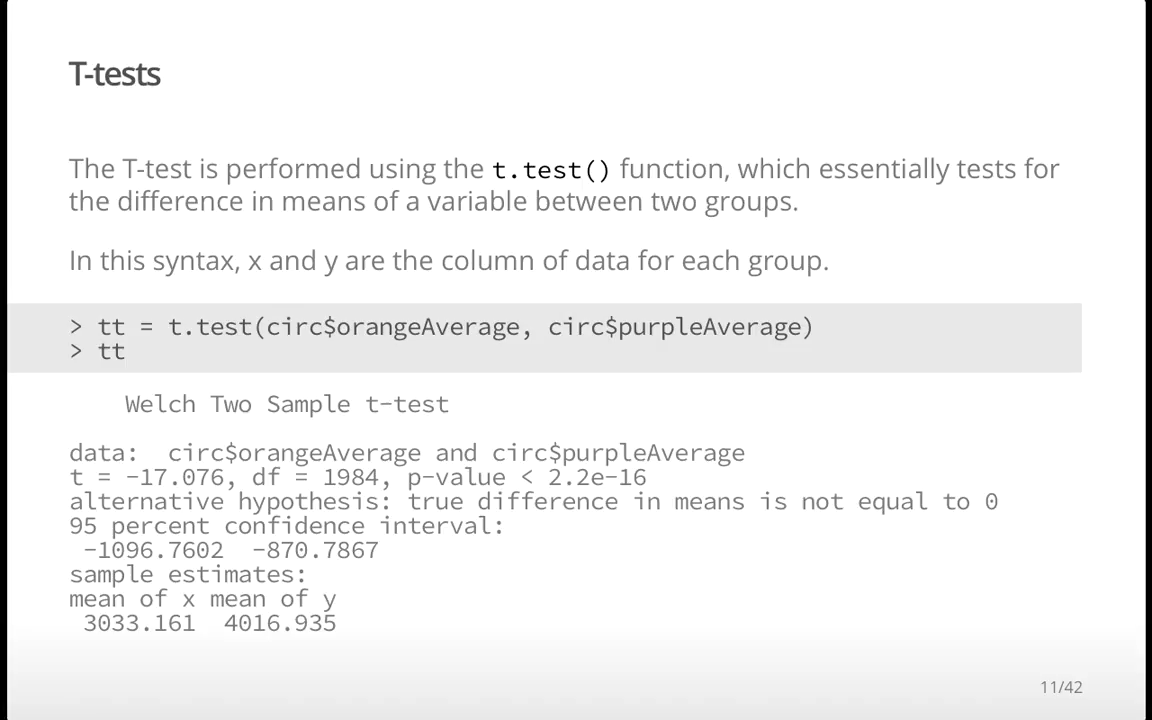 T-tests
The T-test is performed using the t.test() function, which essentially tests for
the difference in means of a variable between two groups.
In this syntax, x and y are the column of data for each group.
> tt = t.test(circ$orangeAverage, circ$purpleAverage)
> tt
Welch Two Sample t-test
data:  circ$orangeAverage and circ$purpleAverage
t = -17.076, df = 1984, p-value < 2.2e-16
alternative hypothesis: true difference in means is not equal to 0
95 percent confidence interval:
-1096.7602  -870.7867
sample estimates:
mean of x mean of y
3033.161  4016.935
11/42